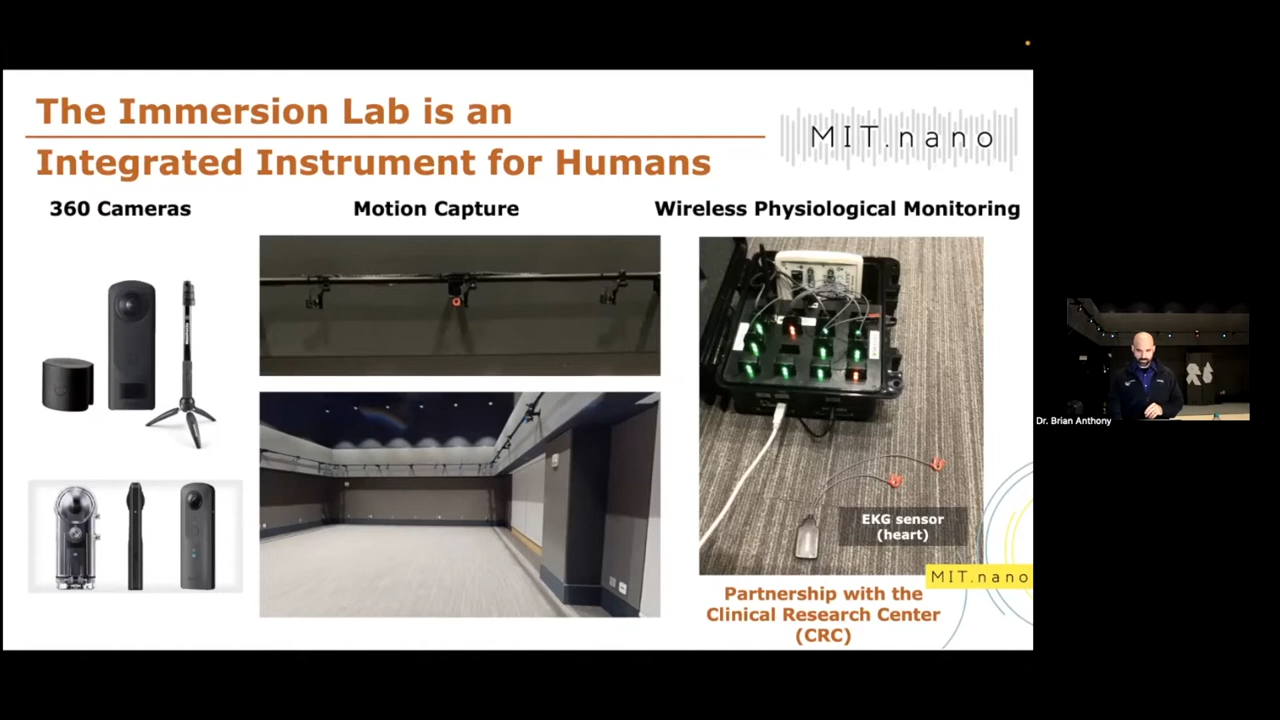 The Immersion Lab is an
Integrated Instrument for Humans
MIT.nano
360 Cameras
Motion Capture
Wireless Physiological Monitoring
EKG sensor
(heart)
MIT.nano
Partnership with the
Clinical Research Center
(CRC)
Dr. Brian Anthony